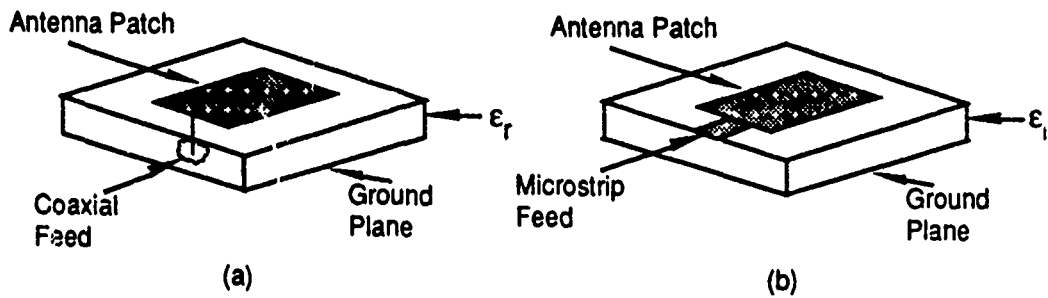 Antenna Patch
εr
Coaxial
Feed
Ground
Plane
(a)
Antenna Patch
ε
Microstrip
Feed
Ground
Plane
(b)